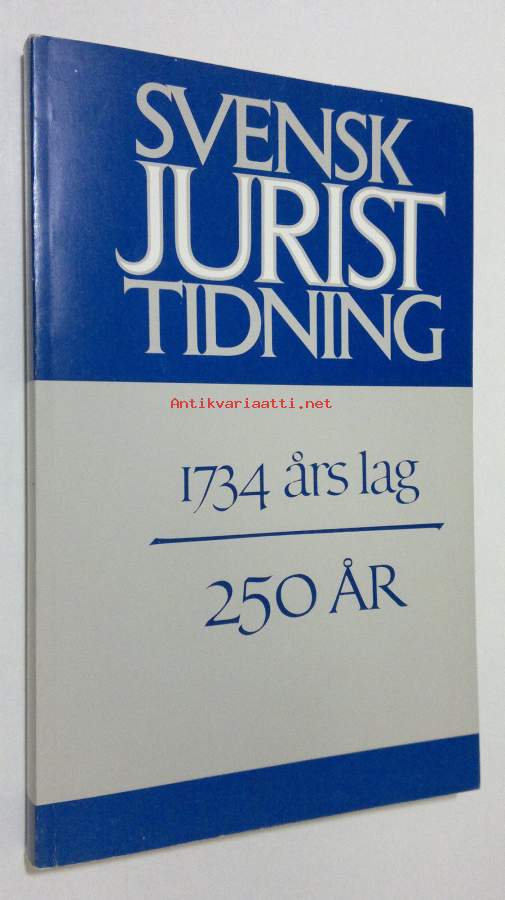 SVENSK
JURIST
TIDNING
Antikvariaatti.net
1734 års lag
250 ÅR